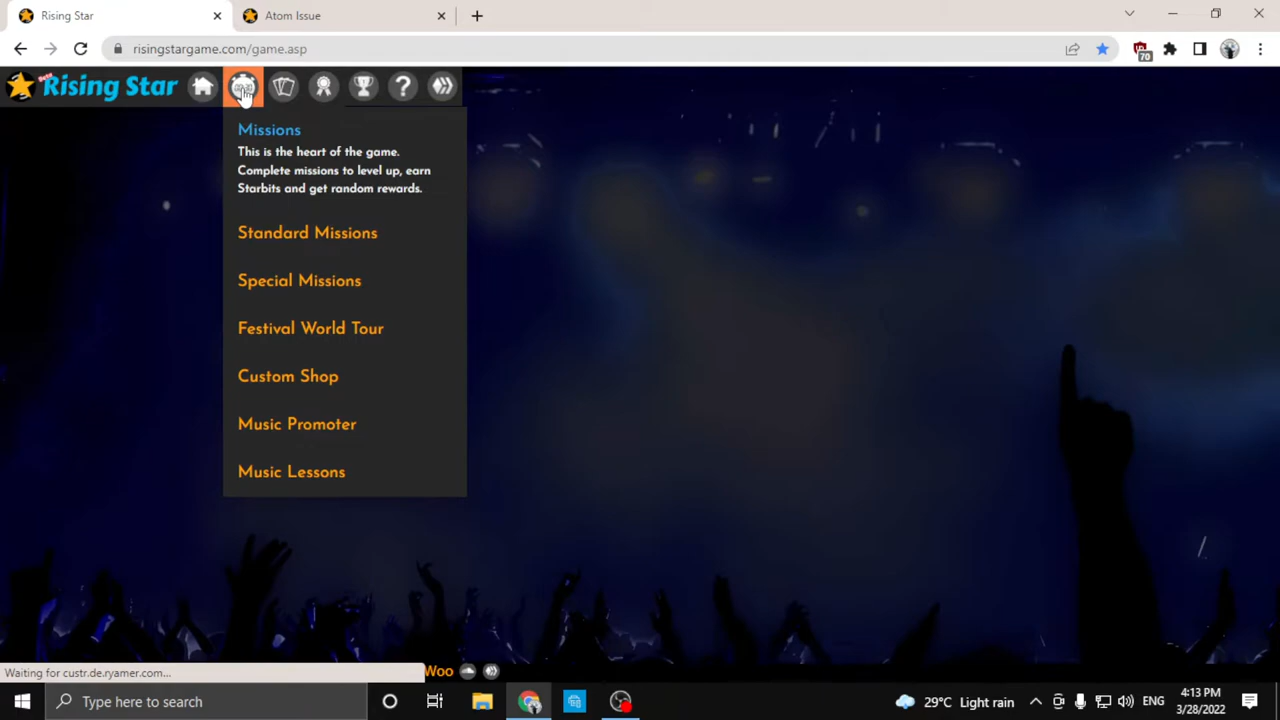 Rising Star
Atom Issue
risingstargame.com/game.asp
70
Rising Star
Missions
This is the heart of the game.
Complete missions to level up, earn
Starbits and get random rewards.
Standard Missions
Special Missions
Festival World Tour
Custom Shop
Music Promoter
Music Lessons
Waiting for custr.de.ryamer.com...
Woo
Type here to search
29°C Light rain
ENG
4:13 PM
3/28/2022